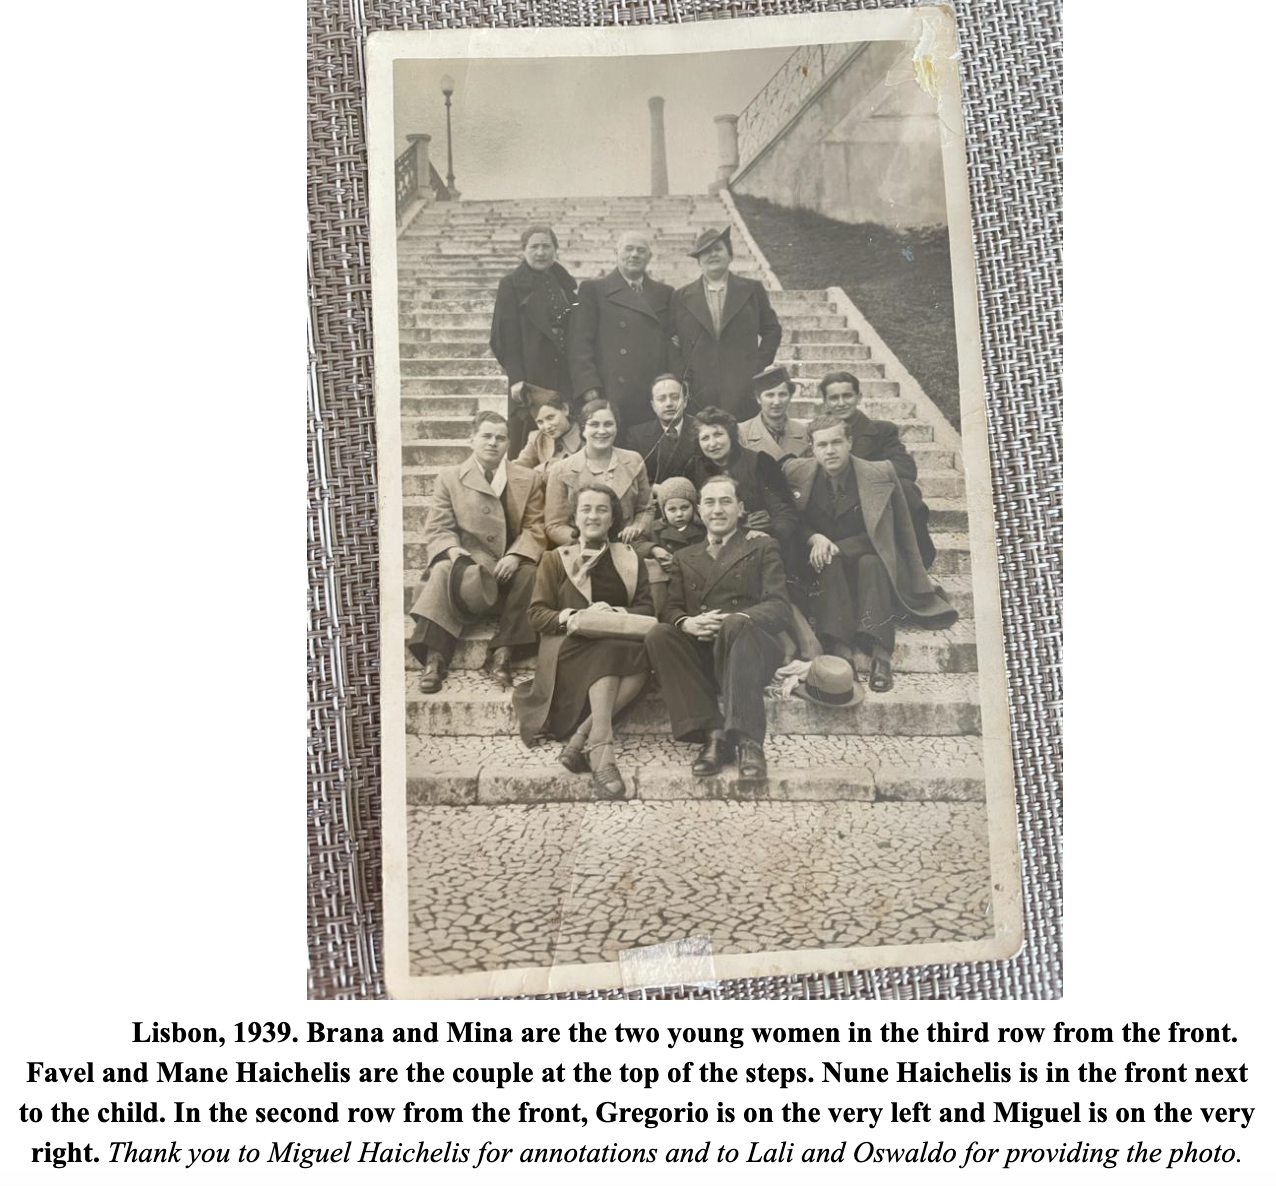 Lisbon, 1939. Brana and Mina are the two young women in the third row from the front.
Favel and Mane Haichelis are the couple at the top of the steps. Nune Haichelis is in the front next
to the child. In the second row from the front, Gregorio is on the very left and Miguel is on the very
right. Thank you to Miguel Haichelis for annotations and to Lali and Oswaldo for providing the photo.